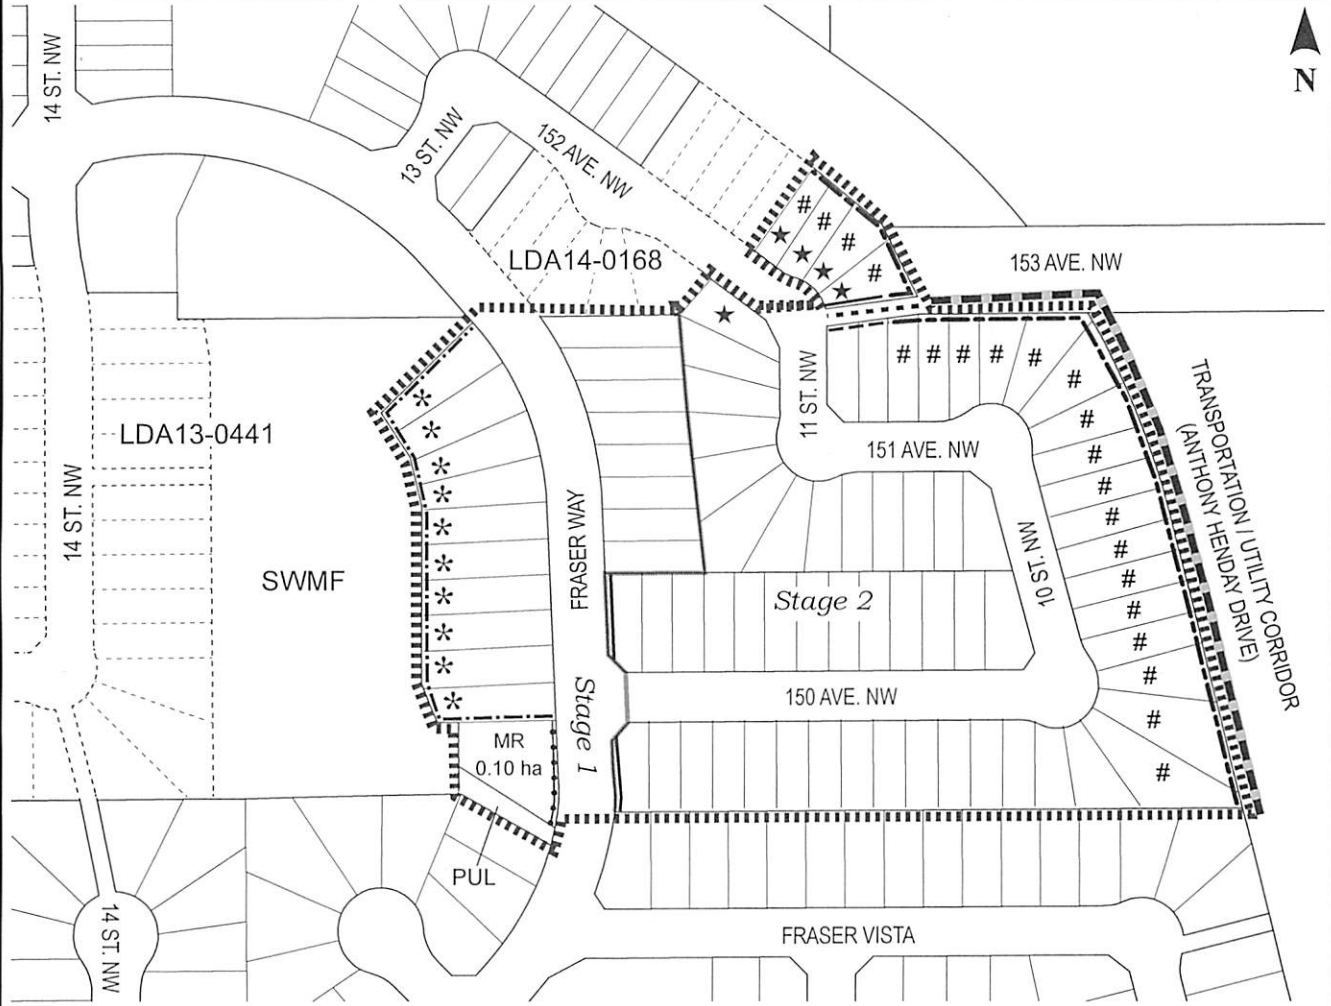 14 ST. NW
N
13 ST. NW
152 AVE. NW
LDA14-0168
153 AVE. NW
# # # #
★ ★ ★ ★
★
# # # # # # # # # # # # # # # # # #
TRANSPORTATION / UTILITY CORRIDOR
(ANTHONY HENDAY DRIVE)
11 ST. NW
LDA13-0441
* * * * * * * * * *
151 AVE. NW
14 ST. NW
FRASER WAY
10 ST. NW
SWMF
Stage 2
Stage 1
150 AVE. NW
MR
0.10 ha
PUL
14 ST. NW
FRASER VISTA